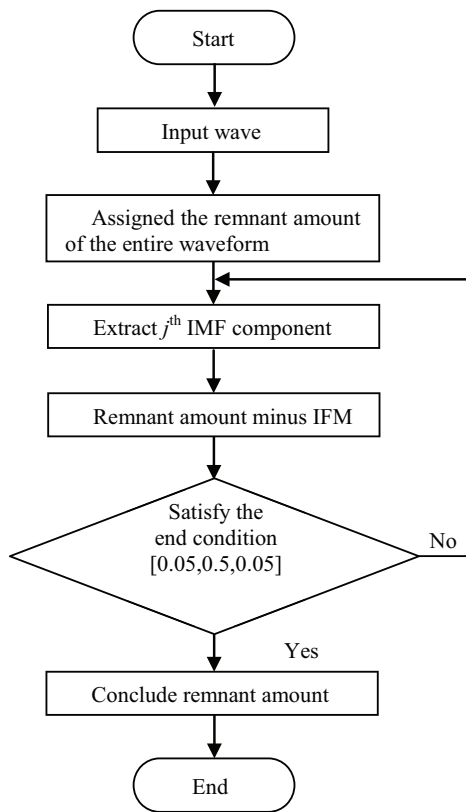 Start
Input wave
Assigned the remnant amount
of the entire waveform
Extract jth IMF component
Remnant amount minus IFM
Satisfy the
end condition
[0.05,0.5,0.05]
No
Yes
Conclude remnant amount
End